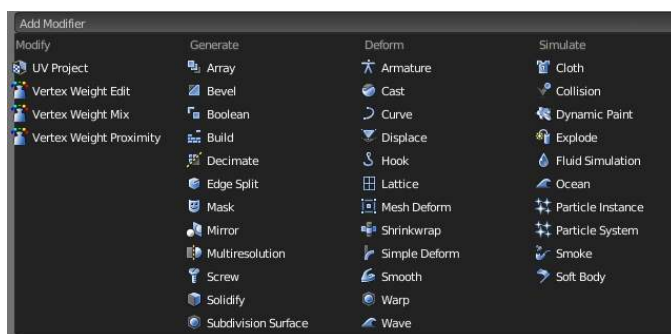 Add Modifier
Modify Generate Deform Simulate
UV Project Array Armature Cloth
Vertex Weight Edit Bevel Cast Collision
Vertex Weight Mix Boolean Curve Dynamic Paint
Vertex Weight Proximity Build Displace Explode
Decimate Hook Fluid Simulation
Edge Split Lattice Ocean
Mask Mesh Deform Particle Instance
Mirror Shrinkwrap Particle System
Multiresolution Simple Deform Smoke
Screw Smooth Soft Body
Solidify Warp
Subdivision Surface Wave